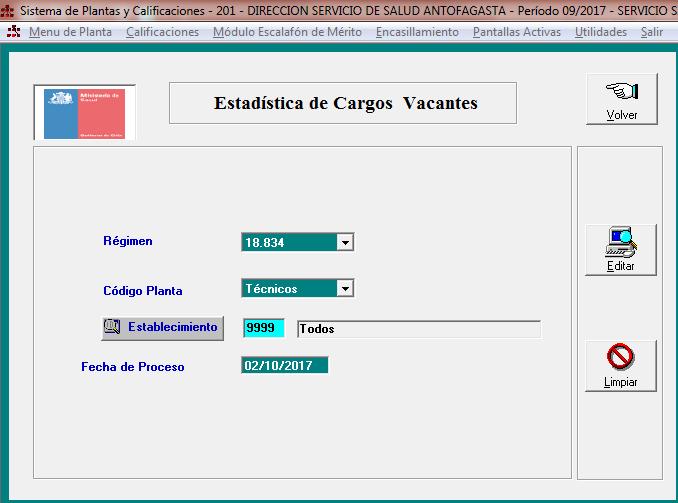 Sistema de Plantas y Calificaciones - 201 - DIRECCION SERVICIO DE SALUD ANTOFAGASTA - Período 09/2017 - SERVICIO S
Menu de Planta Calificaciones Módulo Escalafón de Mérito Encasillamiento Pantallas Activas Utilidades Salir
Ministerio de
Salud
Gobierno de Chile
Estadística de Cargos Vacantes
Volver
Régimen 18.834
Código Planta Técnicos
Editar
Establecimiento 9999 Todos
Fecha de Proceso 02/10/2017
Limpiar